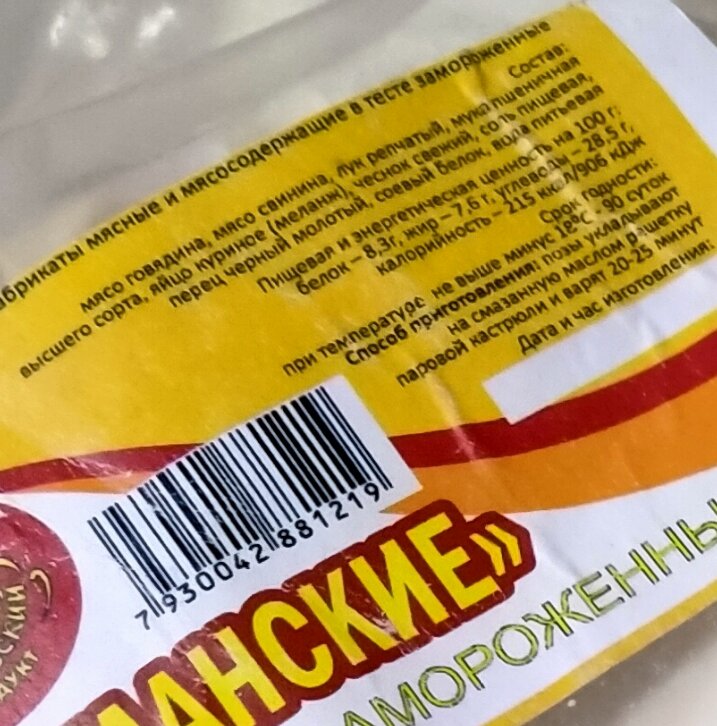 брикаты мясные и мясосодержащие в тесте замороженные
Состав:
мясо говядина, мясо свинина, лук репчатый, мука пшеничная
высшего сорта, яйцо куриное (меланж), чеснок свежий, соль пищевая,
перец черный молотый, соевый белок, вода питьевая
Пищевая и энергетическая ценность на 100 г:
белок – 8,3г, жир – 7,6 г, углеводы – 28.5 г,
калорийность – 215 ккал/906 кДж
Срок годности:
при температуре не выше минус 18°С - 90 суток
Способ приготовления: позы укладывают
на смазанную маслом решетку
паровой кастрюли и варят 20-25 минут
Дата и час изготовления:
7 930042 881219
АНСКИЕ»
АМОРОЖЕННЫ